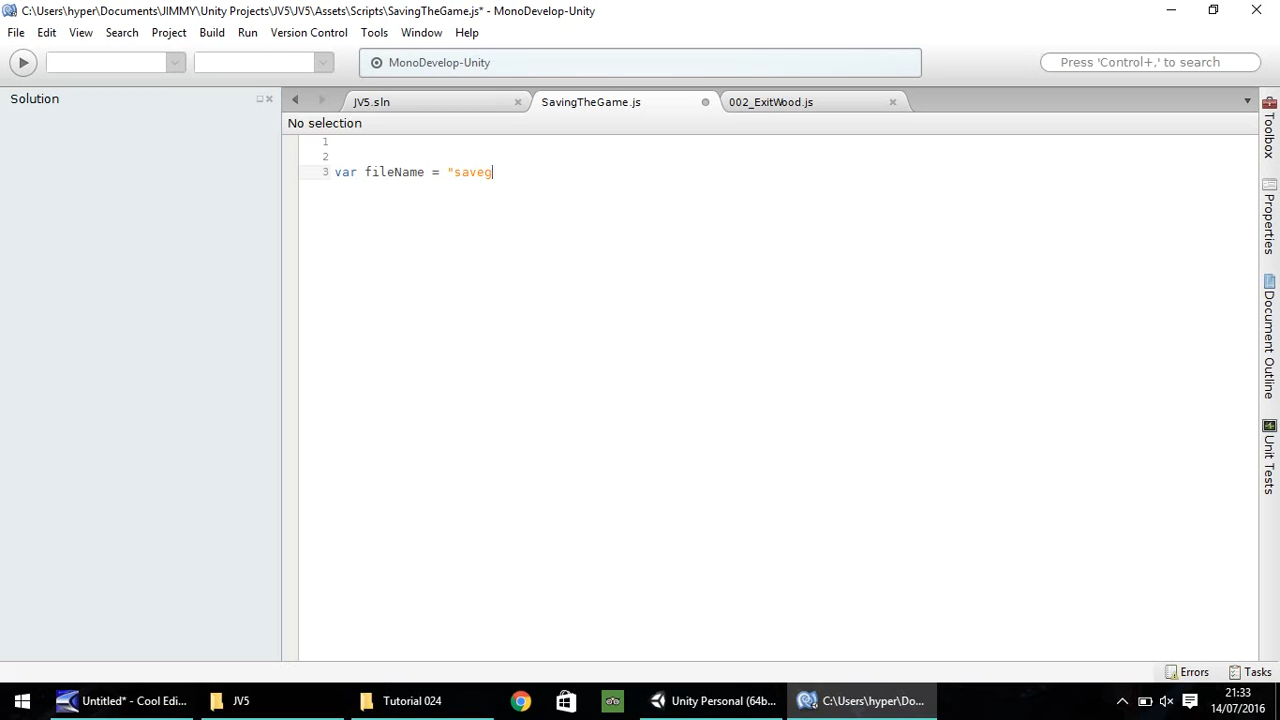 C:\Users\hyper\Documents\JIMMY\Unity Projects\JV5\JV5\Assets\Scripts\SavingTheGame.js* - MonoDevelop-Unity
File Edit View Search Project Build Run Version Control Tools Window Help
MonoDevelop-Unity
Press 'Control+,' to search
Solution
JV5.sln
SavingTheGame.js
002_ExitWood.js
No selection
1
2
3 var fileName = "saveg
Toolbox
Properties
Document Outline
Unit Tests
Errors
Tasks
Untitled* - Cool Edi...
JV5
Tutorial 024
Unity Personal (64b...
C:\Users\hyper\Do...
21:33
14/07/2016